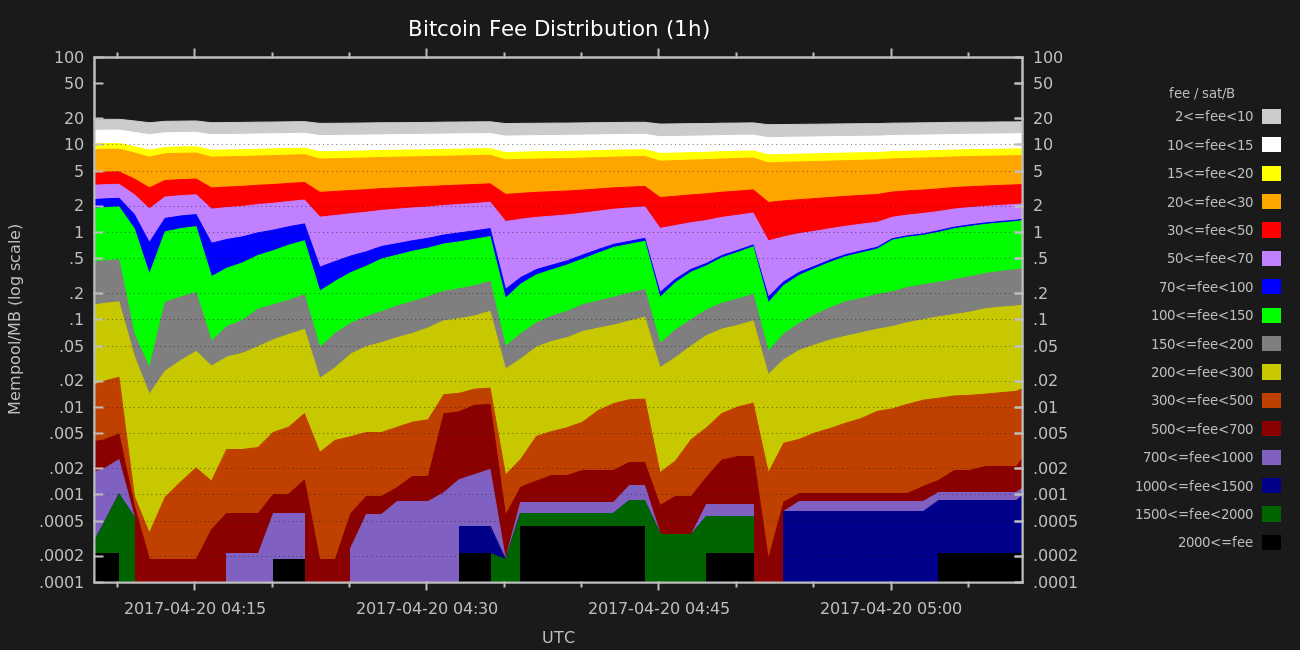 Bitcoin Fee Distribution (1h)
Mempool/MB (log scale)
100
50
20
10
5
2
1
.5
.2
.1
.05
.02
.01
.005
.002
.001
.0005
.0002
.0001
100
50
20
10
5
2
1
.5
.2
.1
.05
.02
.01
.005
.002
.001
.0005
.0002
.0001
2017-04-20 04:15
2017-04-20 04:30
2017-04-20 04:45
2017-04-20 05:00
UTC
fee / sat/B
2<=fee<10
10<=fee<15
15<=fee<20
20<=fee<30
30<=fee<50
50<=fee<70
70<=fee<100
100<=fee<150
150<=fee<200
200<=fee<300
300<=fee<500
500<=fee<700
700<=fee<1000
1000<=fee<1500
1500<=fee<2000
2000<=fee